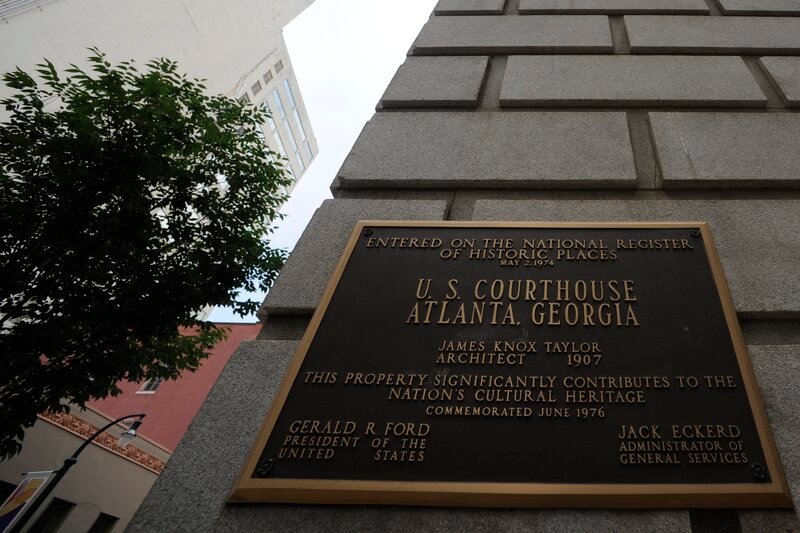 ENTERED ON THE NATIONAL REGISTER
OF HISTORIC PLACES
MAY 2, 1974
U. S. COURTHOUSE
ATLANTA, GEORGIA
JAMES KNOX TAYLOR
ARCHITECT 1907
THIS PROPERTY SIGNIFICANTLY CONTRIBUTES TO THE
NATION'S CULTURAL HERITAGE
COMMEMORATED JUNE 1976
GERALD R. FORD
PRESIDENT OF THE
UNITED STATES
JACK ECKERD
ADMINISTRATOR OF
GENERAL SERVICES